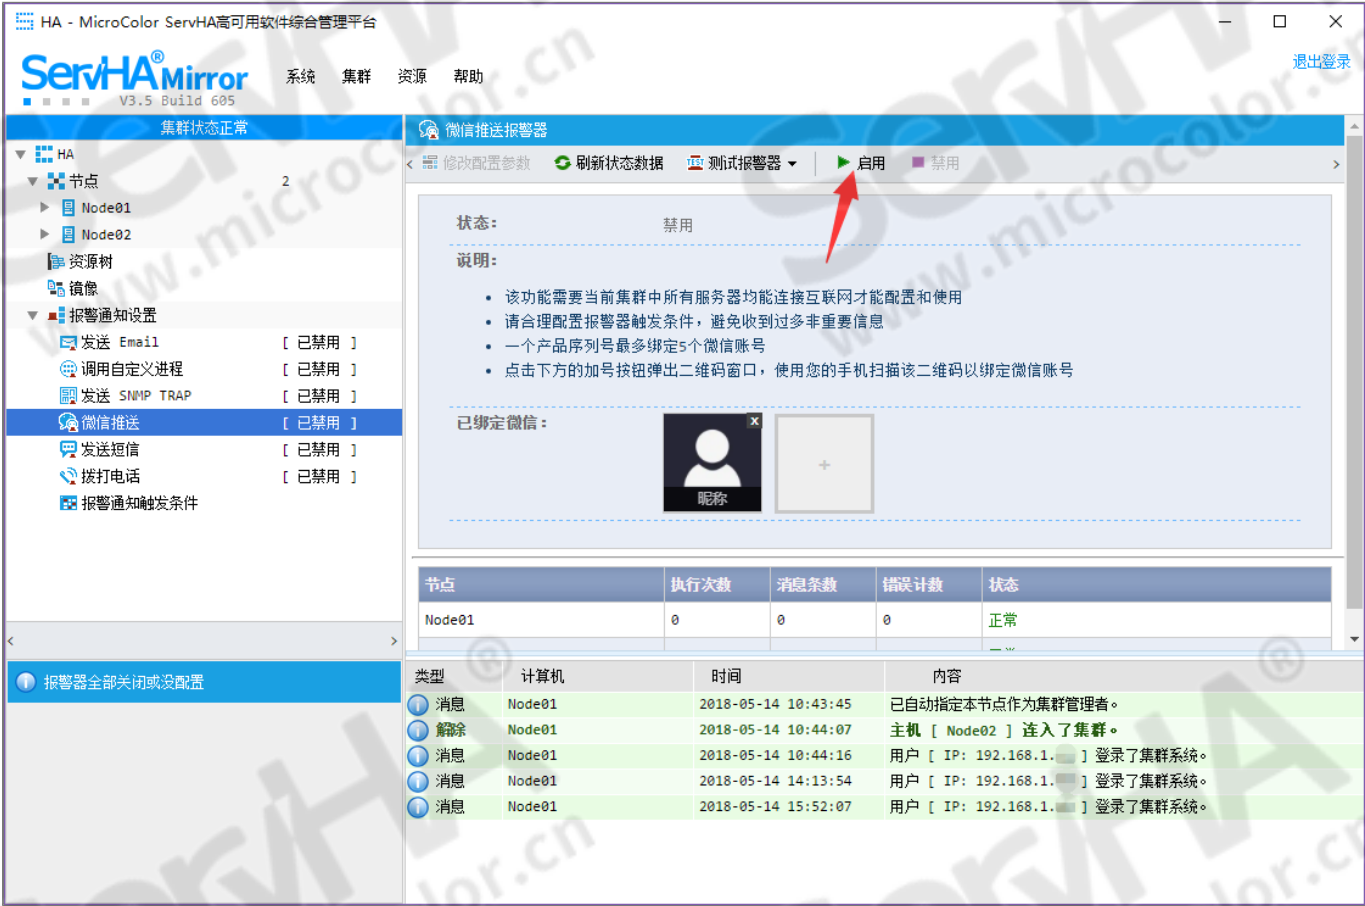 HA - MicroColor ServHA高可用软件综合管理平台
ServHA® Mirror
V3.5 Build 605
系统 集群 资源 帮助
退出登录
集群状态正常
HA
节点 2
Node01
Node02
资源树
镜像
报警通知设置
发送 Email [ 已禁用 ]
调用自定义进程 [ 已禁用 ]
发送 SNMP TRAP [ 已禁用 ]
微信推送 [ 已禁用 ]
发送短信 [ 已禁用 ]
拨打电话 [ 已禁用 ]
报警通知触发条件
报警器全部关闭或没配置
微信推送报警器
修改配置参数 刷新状态数据 TEST 测试报警器 启用 禁用
状态: 禁用
说明:
• 该功能需要当前集群中所有服务器均能连接互联网才能配置和使用
• 请合理配置报警器触发条件，避免收到过多非重要信息
• 一个产品序列号最多绑定5个微信账号
• 点击下方的加号按钮弹出二维码窗口，使用您的手机扫描该二维码以绑定微信账号
已绑定微信:
x
昵称
+
节点 执行次数 消息条数 错误计数 状态
Node01 0 0 0 正常
类型 计算机 时间 内容
消息 Node01 2018-05-14 10:43:45 已自动指定本节点作为集群管理者。
解除 Node01 2018-05-14 10:44:07 主机 [ Node02 ] 连入了集群。
消息 Node01 2018-05-14 10:44:16 用户 [ IP: 192.168.1. ] 登录了集群系统。
消息 Node01 2018-05-14 14:13:54 用户 [ IP: 192.168.1. ] 登录了集群系统。
消息 Node01 2018-05-14 15:52:07 用户 [ IP: 192.168.1. ] 登录了集群系统。
ServHA®
www.microcolor.cn